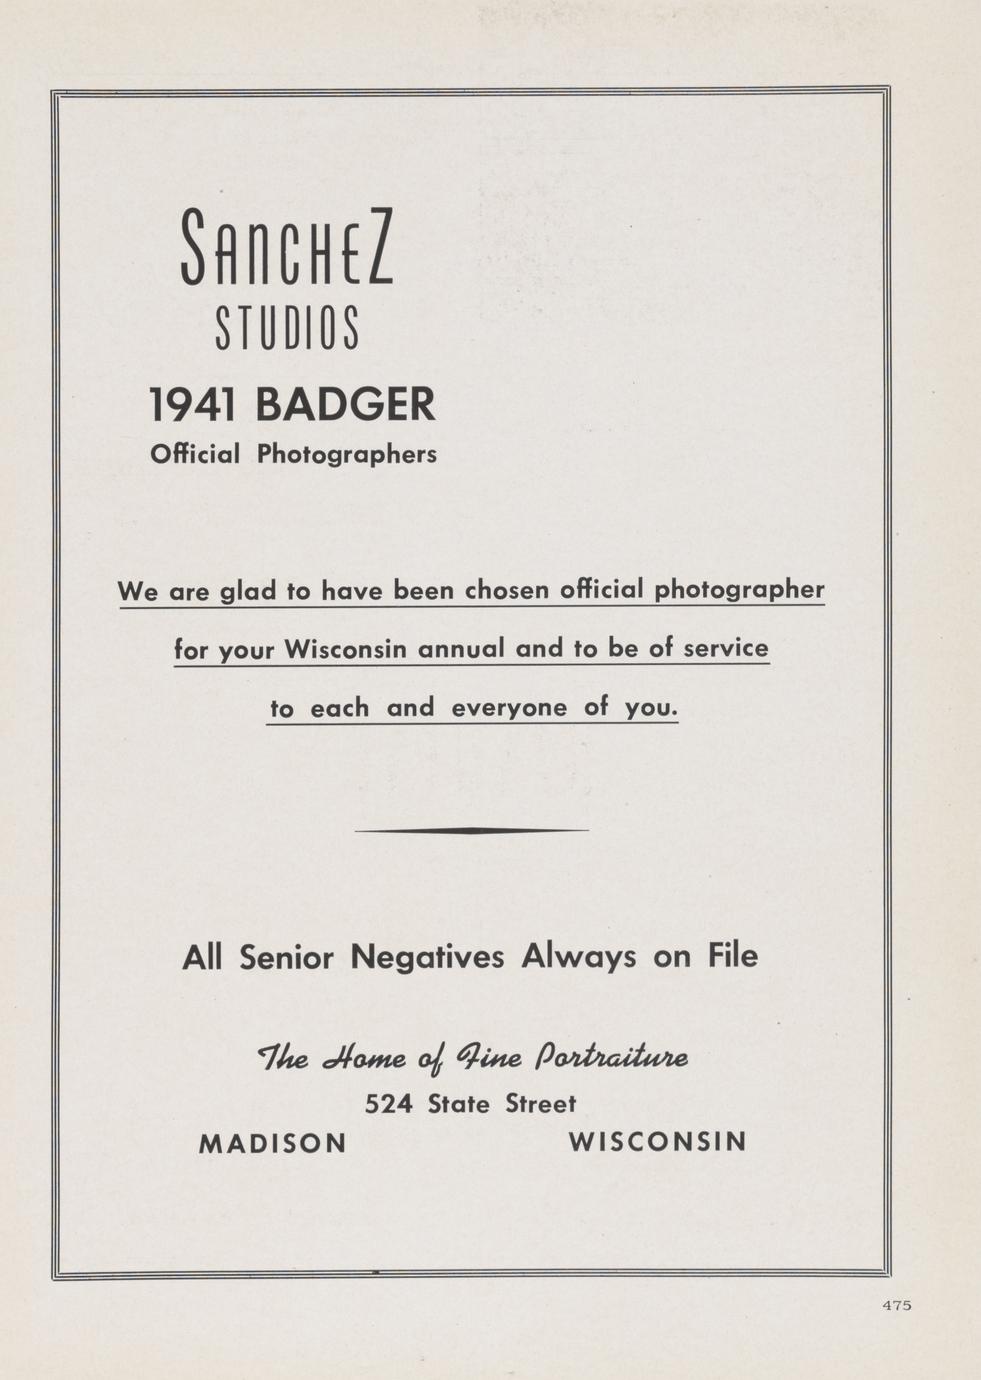 SANCHEZ
STUDIOS
1941 BADGER
Official Photographers
We are glad to have been chosen official photographer
for your Wisconsin annual and to be of service
to each and everyone of you.
All Senior Negatives Always on File
The Home of Fine Portraiture
524 State Street
MADISON WISCONSIN
475